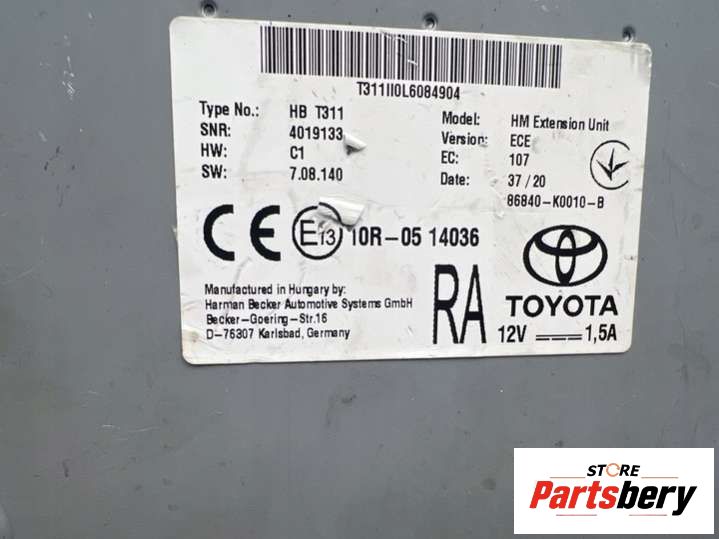 T311II0L6084904
Type No.: HB T311
SNR: 4019133
HW: C1
SW: 7.08.140
Model: HM Extension Unit
Version: ECE
EC: 107
Date: 37/20
86840-K0010-B
CE E13 10R-05 14036
Manufactured in Hungary by:
Harman Becker Automotive Systems GmbH
Becker-Goering-Str.16
D-76307 Karlsbad, Germany
RA
TOYOTA
12V 1,5A
STORE
Partsbery